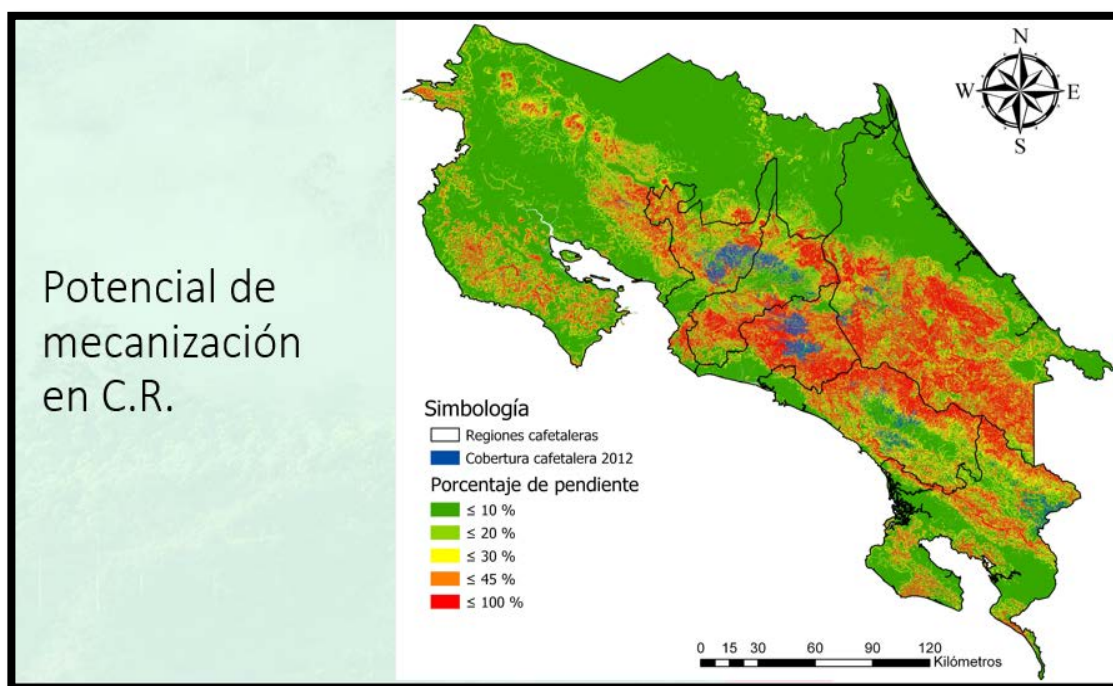 Potencial de
mecanización
en C.R.
N
W
E
S
Simbología
Regiones cafetaleras
Cobertura cafetalera 2012
Porcentaje de pendiente
≤ 10 %
≤ 20 %
≤ 30 %
≤ 45 %
≤ 100 %
0 15 30 60 90 120
Kilómetros